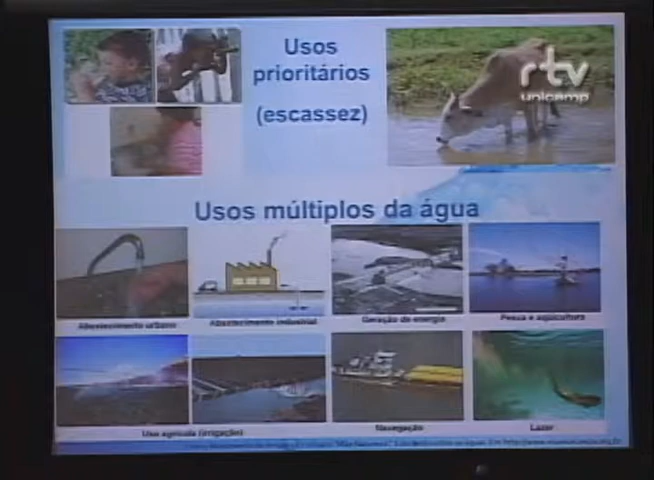 Usos
prioritários
(escassez)
rtv
unicamp
Usos múltiplos da água
Abastecimento urbano
Abastecimento industrial
Geração de energia
Pesca e aquicultura
Uso agrícola (irrigação)
Navegação
Lazer